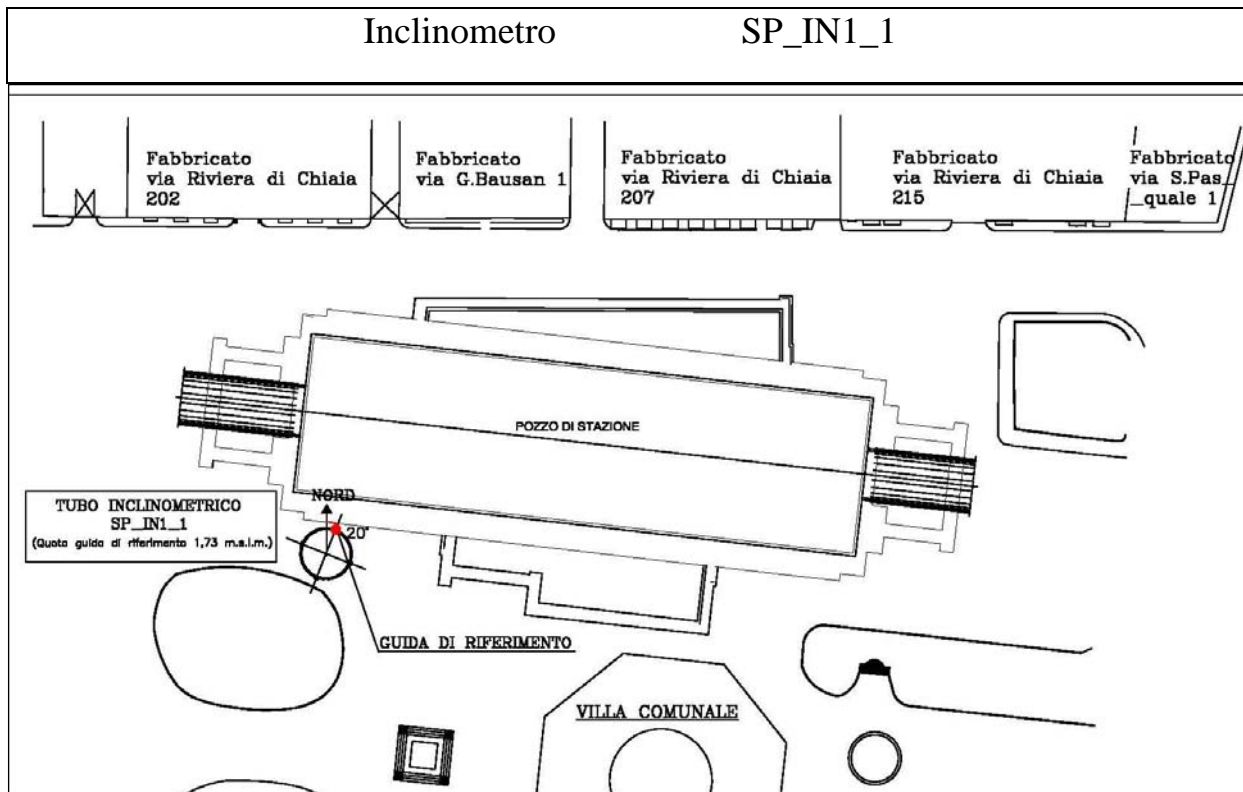 Inclinometro SP_IN1_1
Fabbricato
via Riviera di Chiaia
202
Fabbricato
via G.Bausan 1
Fabbricato
via Riviera di Chiaia
207
Fabbricato
via Riviera di Chiaia
215
Fabbricato
via S.Pas_
_quale 1
POZZO DI STAZIONE
NORD
20°
TUBO INCLINOMETRICO
SP_IN1_1
(Quota guida di riferimento 1,73 m.s.l.m.)
GUIDA DI RIFERIMENTO
VILLA COMUNALE